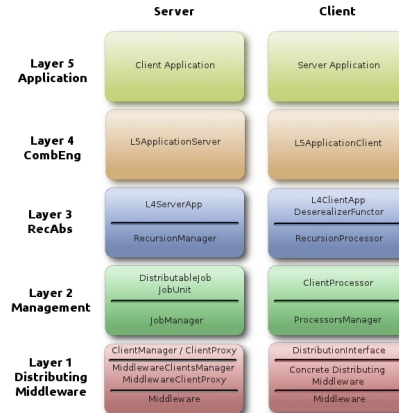 Server Client
Layer 5
Application
Client Application
Server Application
Layer 4
CombEng
L5ApplicationServer
L5ApplicationClient
Layer 3
RecAbs
L4ServerApp
RecursionManager
L4ClientApp
DeserealizerFunctor
RecursionProcessor
Layer 2
Management
DistributableJob
JobUnit
JobManager
ClientProcessor
ProcessorsManager
Layer 1
Distributing
Middleware
ClientManager / ClientProxy
MiddlewareClientsManager
MiddlewareClientProxy
Middleware
DistributionInterface
Concrete Distributing
Middleware
Middleware